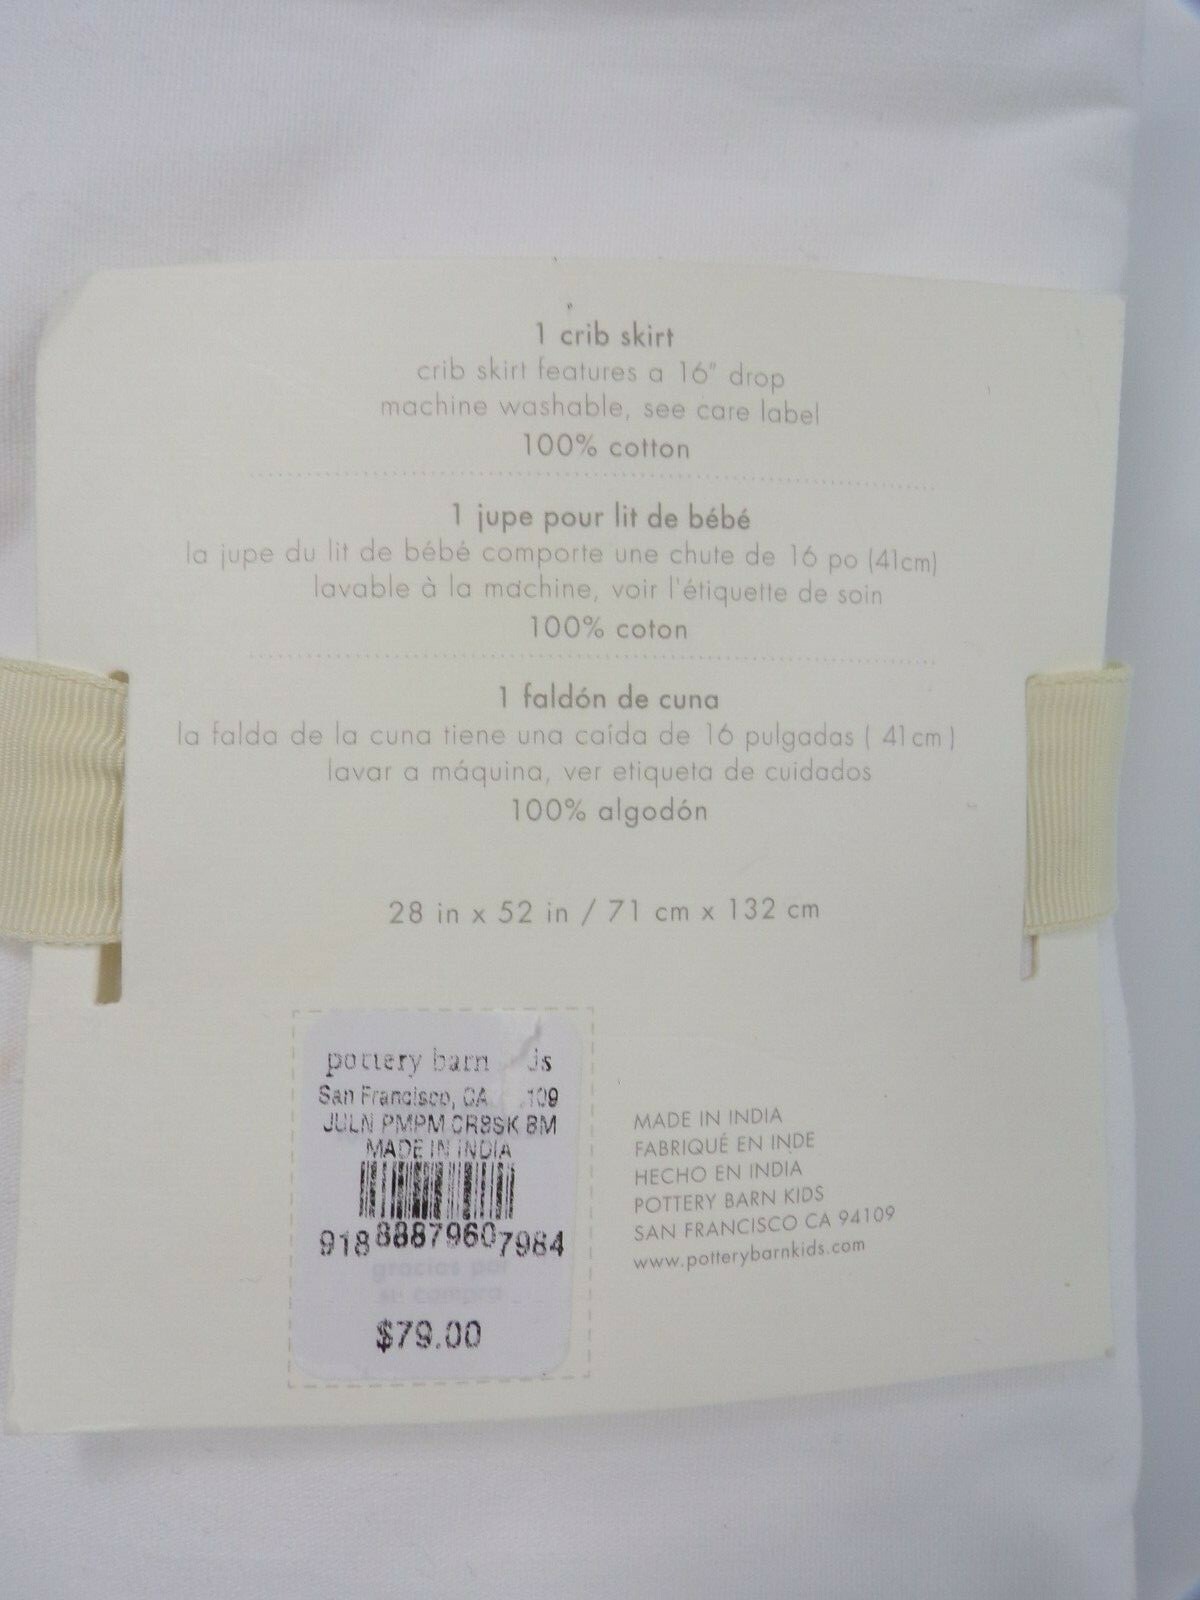 1 crib skirt
crib skirt features a 16" drop
machine washable, see care label
100% cotton
1 jupe pour lit de bébé
la jupe du lit de bébé comporte une chute de 16 po (41cm)
lavable à la machine, voir l'étiquette de soin
100% coton
1 faldón de cuna
la falda de la cuna tiene una caída de 16 pulgadas ( 41cm )
lavar a máquina, ver etiqueta de cuidados
100% algodón
28 in x 52 in / 71 cm x 132 cm
pottery barn
San Francisco, CA
JULN PMPM CRBSK BM
MADE IN INDIA
91888879607984
gracias por
su compra
$79.00
MADE IN INDIA
FABRIQUÉ EN INDE
HECHO EN INDIA
POTTERY BARN KIDS
SAN FRANCISCO CA 94109
www.potterybarnkids.com